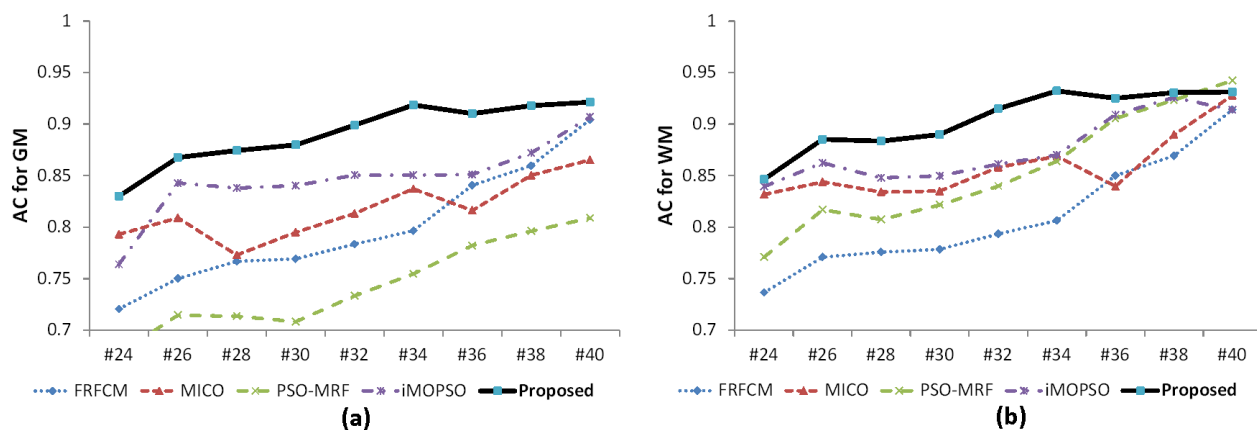 AC for GM
1
0.95
0.9
0.85
0.8
0.75
0.7
#24 #26 #28 #30 #32 #34 #36 #38 #40
FRFCM MICO PSO-MRF iMOPSO Proposed
(a)
AC for WM
1
0.95
0.9
0.85
0.8
0.75
0.7
#24 #26 #28 #30 #32 #34 #36 #38 #40
FRFCM MICO PSO-MRF iMOPSO Proposed
(b)